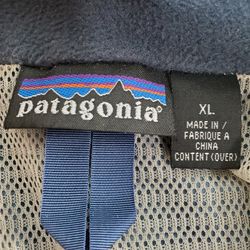 patagonia®
XL
MADE IN /
FABRIQUE A
CHINA
CONTENT (OVER)